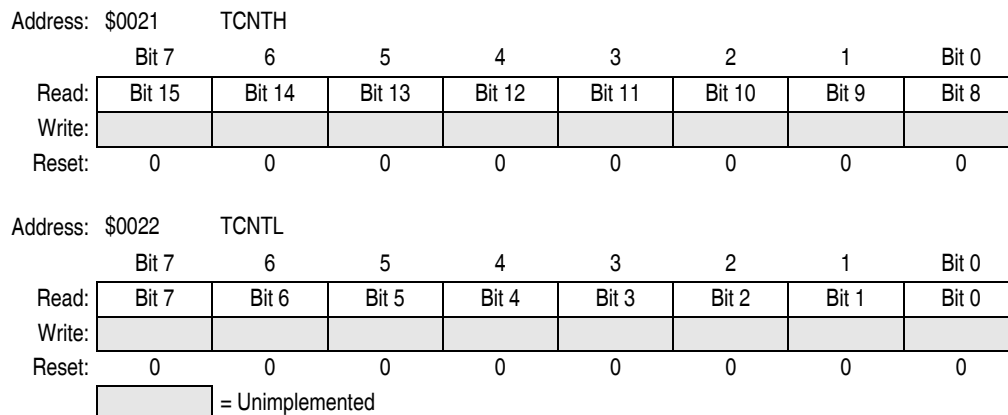 Address: $0021 TCNTH
Bit 7 6 5 4 3 2 1 Bit 0
Read: Bit 15 Bit 14 Bit 13 Bit 12 Bit 11 Bit 10 Bit 9 Bit 8
Write:
Reset: 0 0 0 0 0 0 0 0
Address: $0022 TCNTL
Bit 7 6 5 4 3 2 1 Bit 0
Read: Bit 7 Bit 6 Bit 5 Bit 4 Bit 3 Bit 2 Bit 1 Bit 0
Write:
Reset: 0 0 0 0 0 0 0 0
= Unimplemented